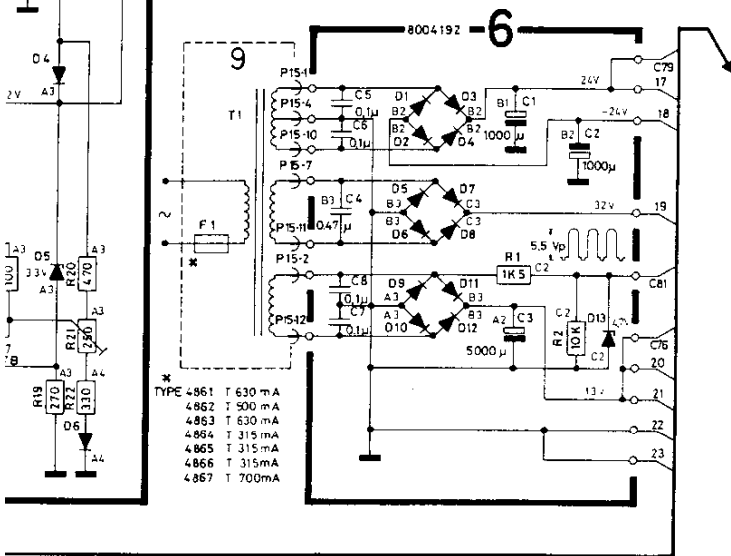 8004192
6
9
D4
A3
2V
T1
P15-1
P15-4
P15-10
P15-7
P15-11
P15-2
P15-12
C5
0,1µ
C6
0,1µ
D1
D3
B2
B2
B2
B2
D2
D4
B1
C1
1000µ
24V
C79
17
-24V
18
B2
C2
1000µ
B3
C4
0,47µ
D5
D7
B3
C3
B3
C3
D6
D8
32V
19
F1
*
5,5 Vp
R1
1K5
C2
C81
C8
0,1µ
C7
0,1µ
D9
D11
A3
B3
A3
B3
D10
D12
A2
C3
5000µ
C2
R2
10K
D13
C2
C76
20
13V
21
22
23
A3
100
D5
33V
A3
R20
470
A3
A3
R21
250
7
78
A3
R19
270
A4
R22
330
D6
A4
*
TYPE 4861 T 630 mA
4862 T 500 mA
4863 T 630 mA
4864 T 315 mA
4865 T 315 mA
4866 T 315mA
4867 T 700mA